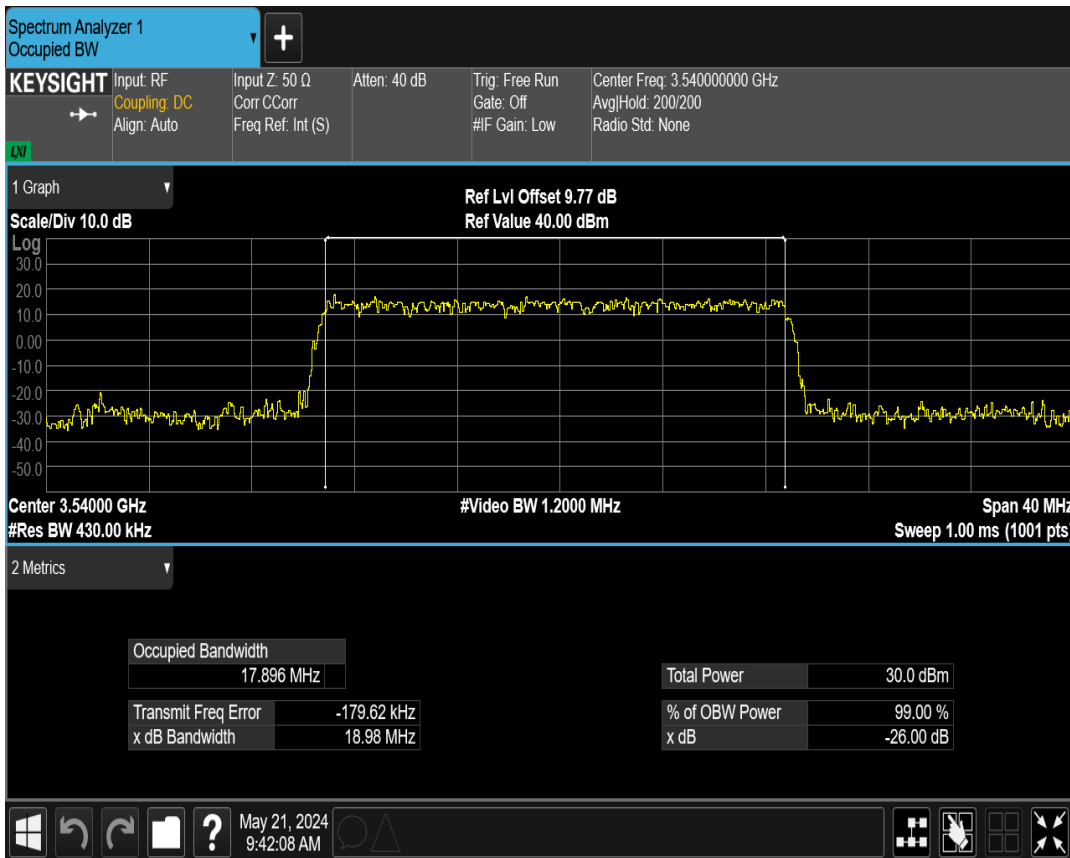 Spectrum Analyzer 1
Occupied BW
+
KEYSIGHT
LXI
Input: RF
Coupling: DC
Align: Auto
Input Z: 50 Ω
Corr CCorr
Freq Ref: Int (S)
Atten: 40 dB
Trig: Free Run
Gate: Off
#IF Gain: Low
Center Freq: 3.540000000 GHz
Avg|Hold: 200/200
Radio Std: None
1 Graph
Scale/Div 10.0 dB
Ref Lvl Offset 9.77 dB
Ref Value 40.00 dBm
Log
30.0
20.0
10.0
0.00
-10.0
-20.0
-30.0
-40.0
-50.0
Center 3.54000 GHz
#Video BW 1.2000 MHz
Span 40 MHz
#Res BW 430.00 kHz
Sweep 1.00 ms (1001 pts)
2 Metrics
Occupied Bandwidth
17.896 MHz
Transmit Freq Error -179.62 kHz
x dB Bandwidth 18.98 MHz
Total Power 30.0 dBm
% of OBW Power 99.00 %
x dB -26.00 dB
?
May 21, 2024
9:42:08 AM